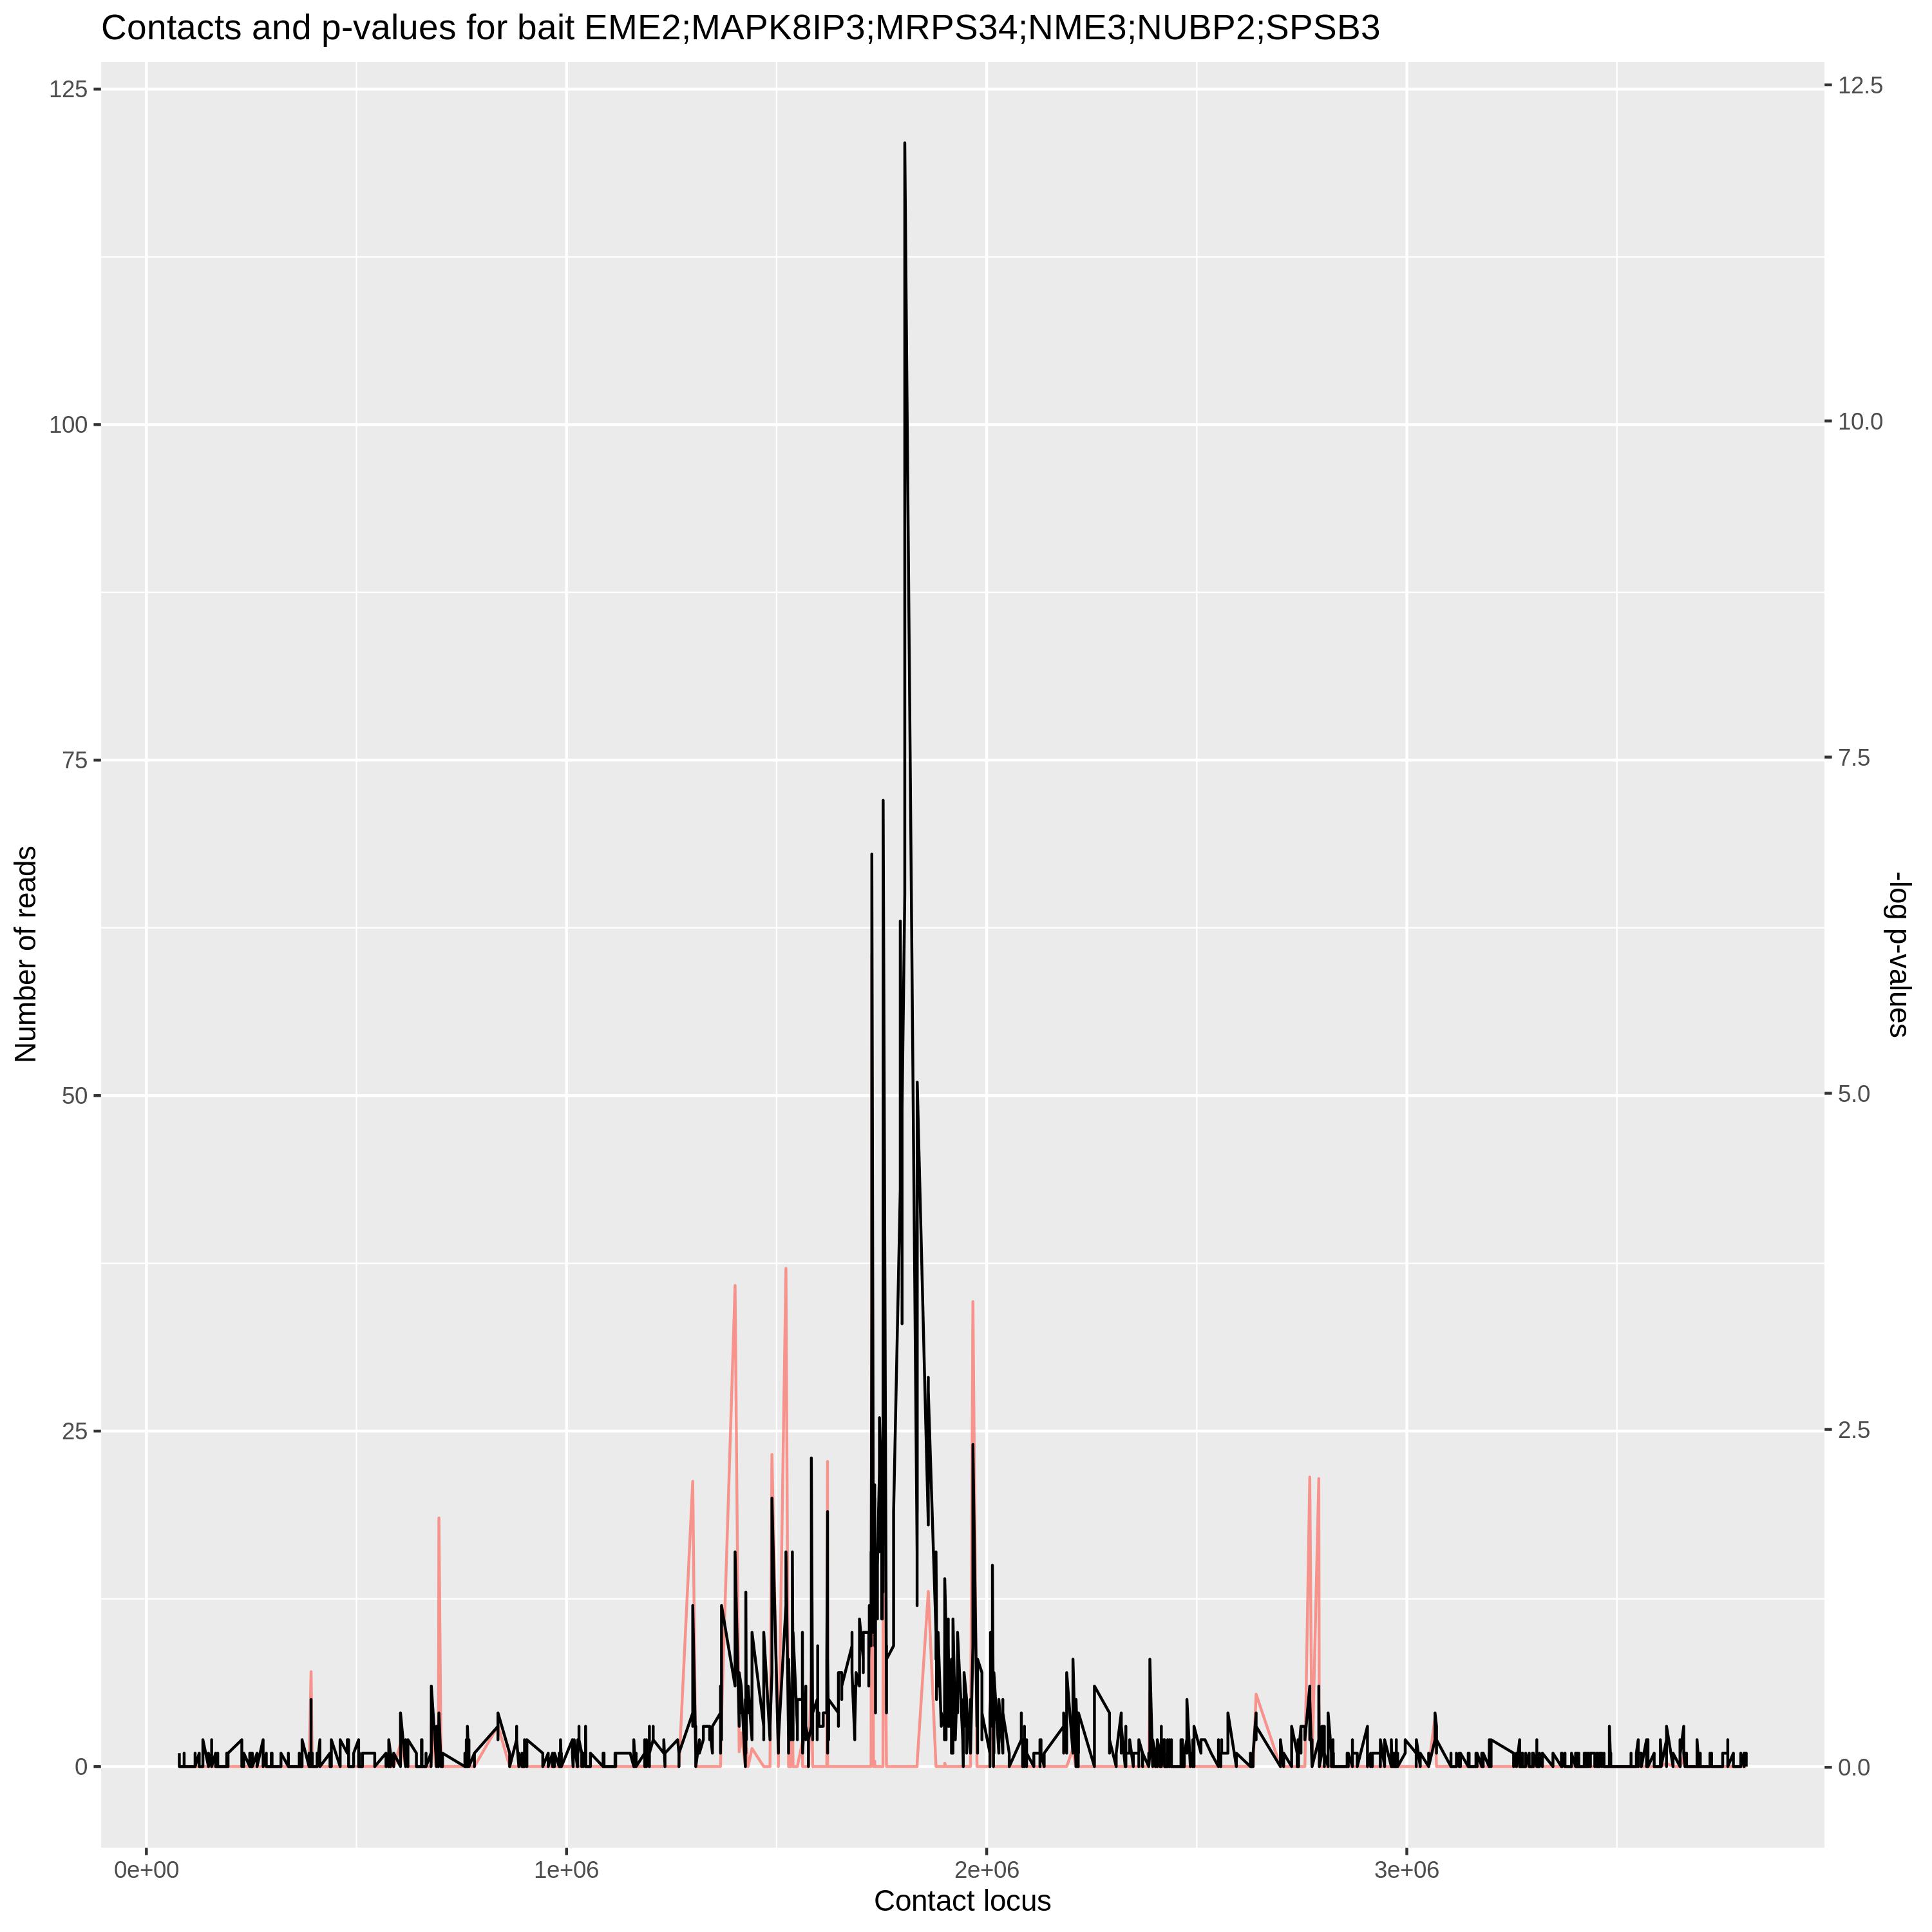 Contacts and p-values for bait EME2;MAPK8IP3;MRPS34;NME3;NUBP2;SPSB3
125
100
75
50
25
0
Number of reads
12.5
10.0
7.5
5.0
2.5
0.0
-log p-values
0e+00
1e+06
2e+06
3e+06
Contact locus